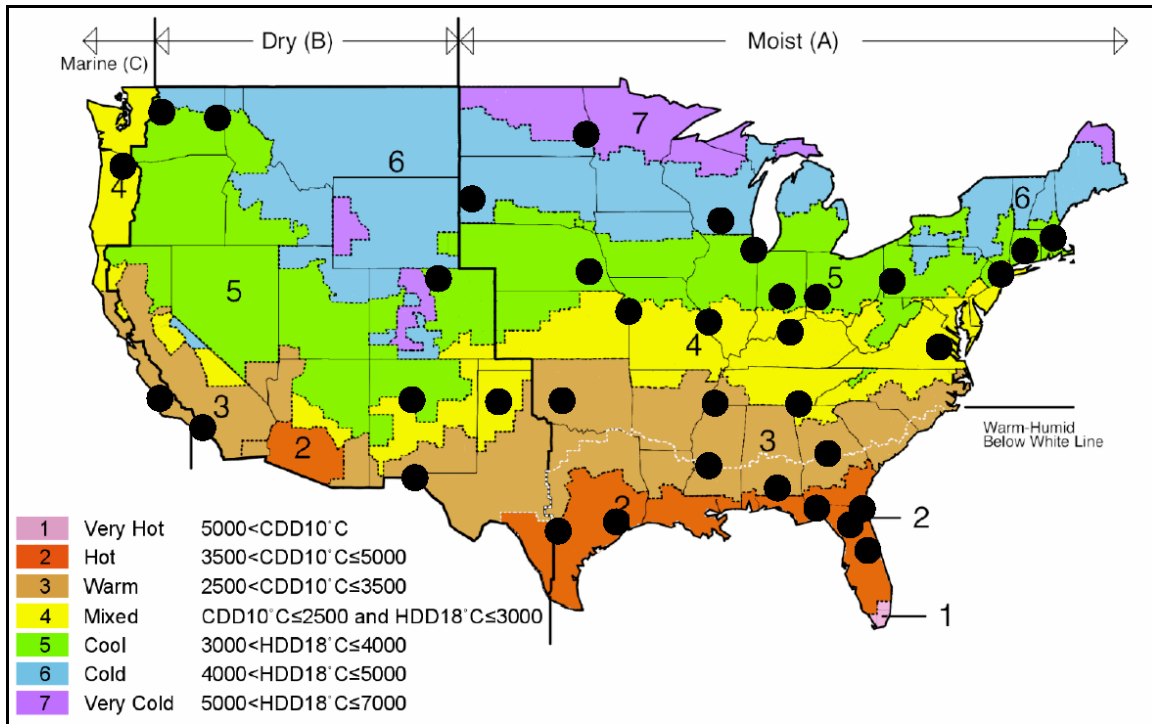 Marine (C)
Dry (B)
Moist (A)
7
6
4
6
5
5
4
3
3
2
2
Warm-Humid
Below White Line
2
1
1 Very Hot 5000<CDD10˚C
2 Hot 3500<CDD10˚C≤5000
3 Warm 2500<CDD10˚C≤3500
4 Mixed CDD10˚C≤2500 and HDD18˚C≤3000
5 Cool 3000<HDD18˚C≤4000
6 Cold 4000<HDD18˚C≤5000
7 Very Cold 5000<HDD18˚C≤7000